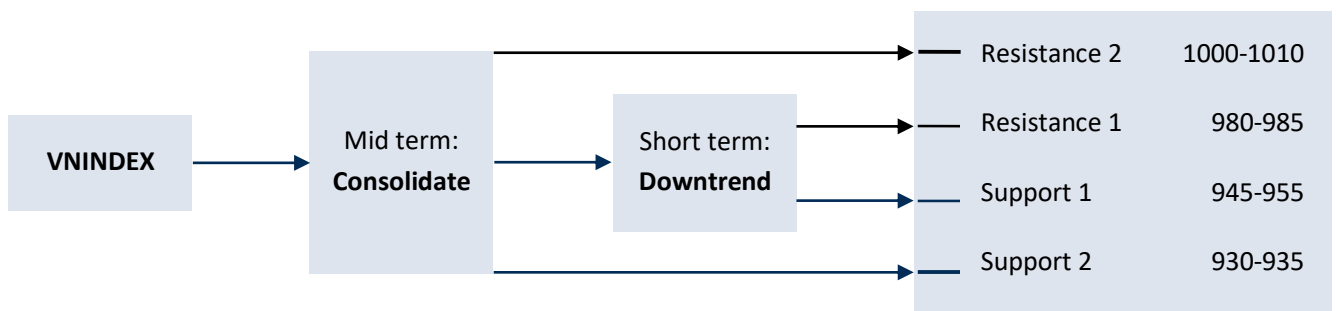 VNINDEX
Mid term:
Consolidate
Short term:
Downtrend
Resistance 2 1000-1010
Resistance 1 980-985
Support 1 945-955
Support 2 930-935